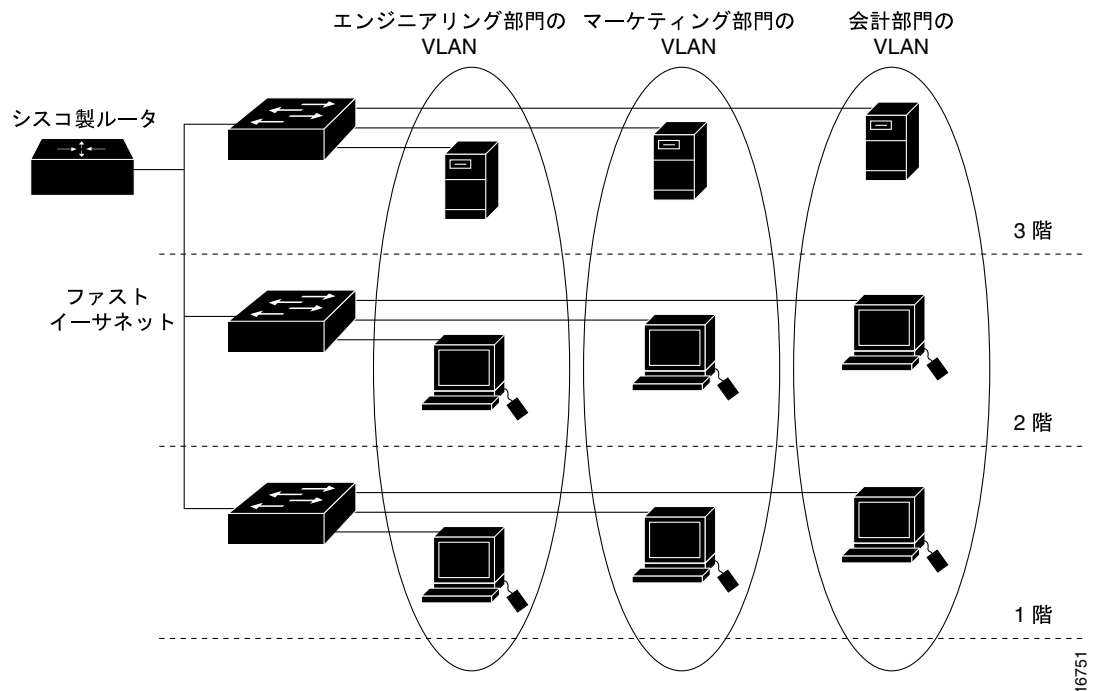 エンジニアリング部門の
VLAN
マーケティング部門の
VLAN
会計部門の
VLAN
シスコ製ルータ
3 階
ファスト
イーサネット
2 階
1 階
16751